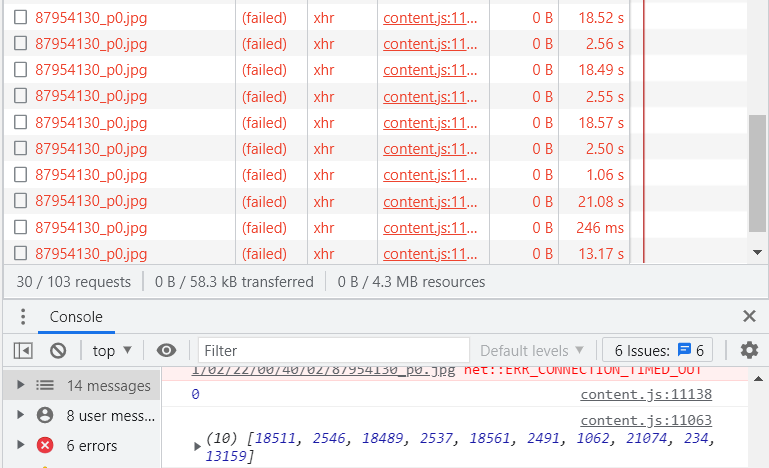 87954130_p0.jpg (failed) xhr content.js:11... 0 B 18.52 s
87954130_p0.jpg (failed) xhr content.js:11... 0 B 2.56 s
87954130_p0.jpg (failed) xhr content.js:11... 0 B 18.49 s
87954130_p0.jpg (failed) xhr content.js:11... 0 B 2.55 s
87954130_p0.jpg (failed) xhr content.js:11... 0 B 18.57 s
87954130_p0.jpg (failed) xhr content.js:11... 0 B 2.50 s
87954130_p0.jpg (failed) xhr content.js:11... 0 B 1.06 s
87954130_p0.jpg (failed) xhr content.js:11... 0 B 21.08 s
87954130_p0.jpg (failed) xhr content.js:11... 0 B 246 ms
87954130_p0.jpg (failed) xhr content.js:11... 0 B 13.17 s
30 / 103 requests 0 B / 58.3 kB transferred 0 B / 4.3 MB resources
Console
top Filter Default levels 6 Issues: 6
14 messages
8 user mess...
6 errors
1/02/22/00/40/02/87954130_p0.jpg net::ERR_CONNECTION_TIMED_OUT
0 content.js:11138
content.js:11063
(10) [18511, 2546, 18489, 2537, 18561, 2491, 1062, 21074, 234,
13159]